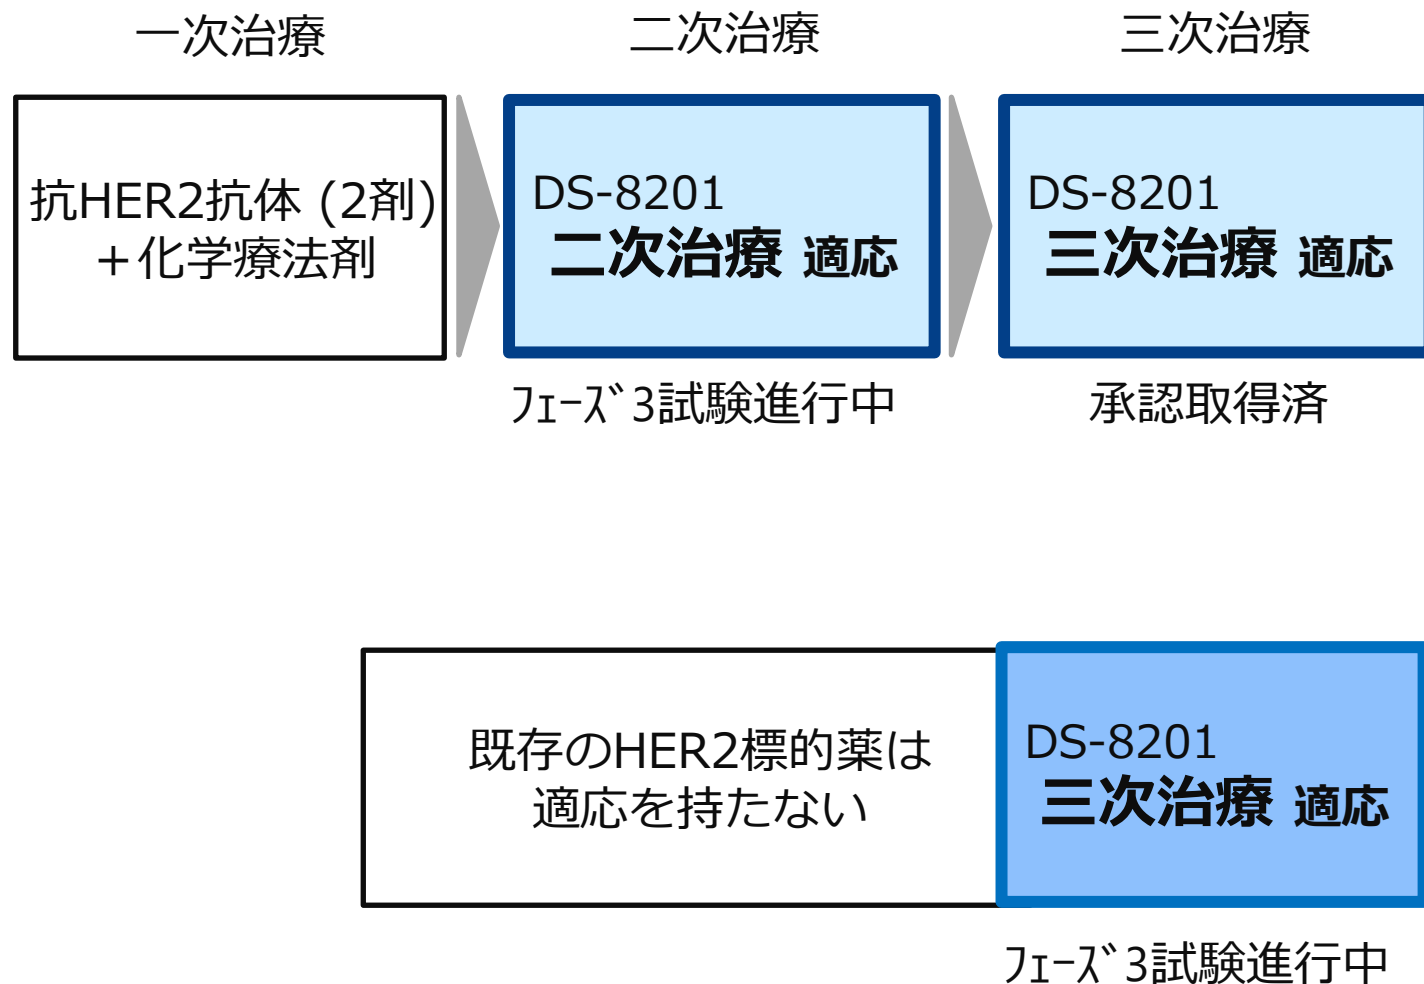 一次治療
二次治療
三次治療
抗HER2抗体 (2剤)
＋化学療法剤
DS-8201
二次治療 適応
DS-8201
三次治療 適応
ﾌｪｰｽﾞ3試験進行中
承認取得済
既存のHER2標的薬は
適応を持たない
DS-8201
三次治療 適応
ﾌｪｰｽﾞ3試験進行中